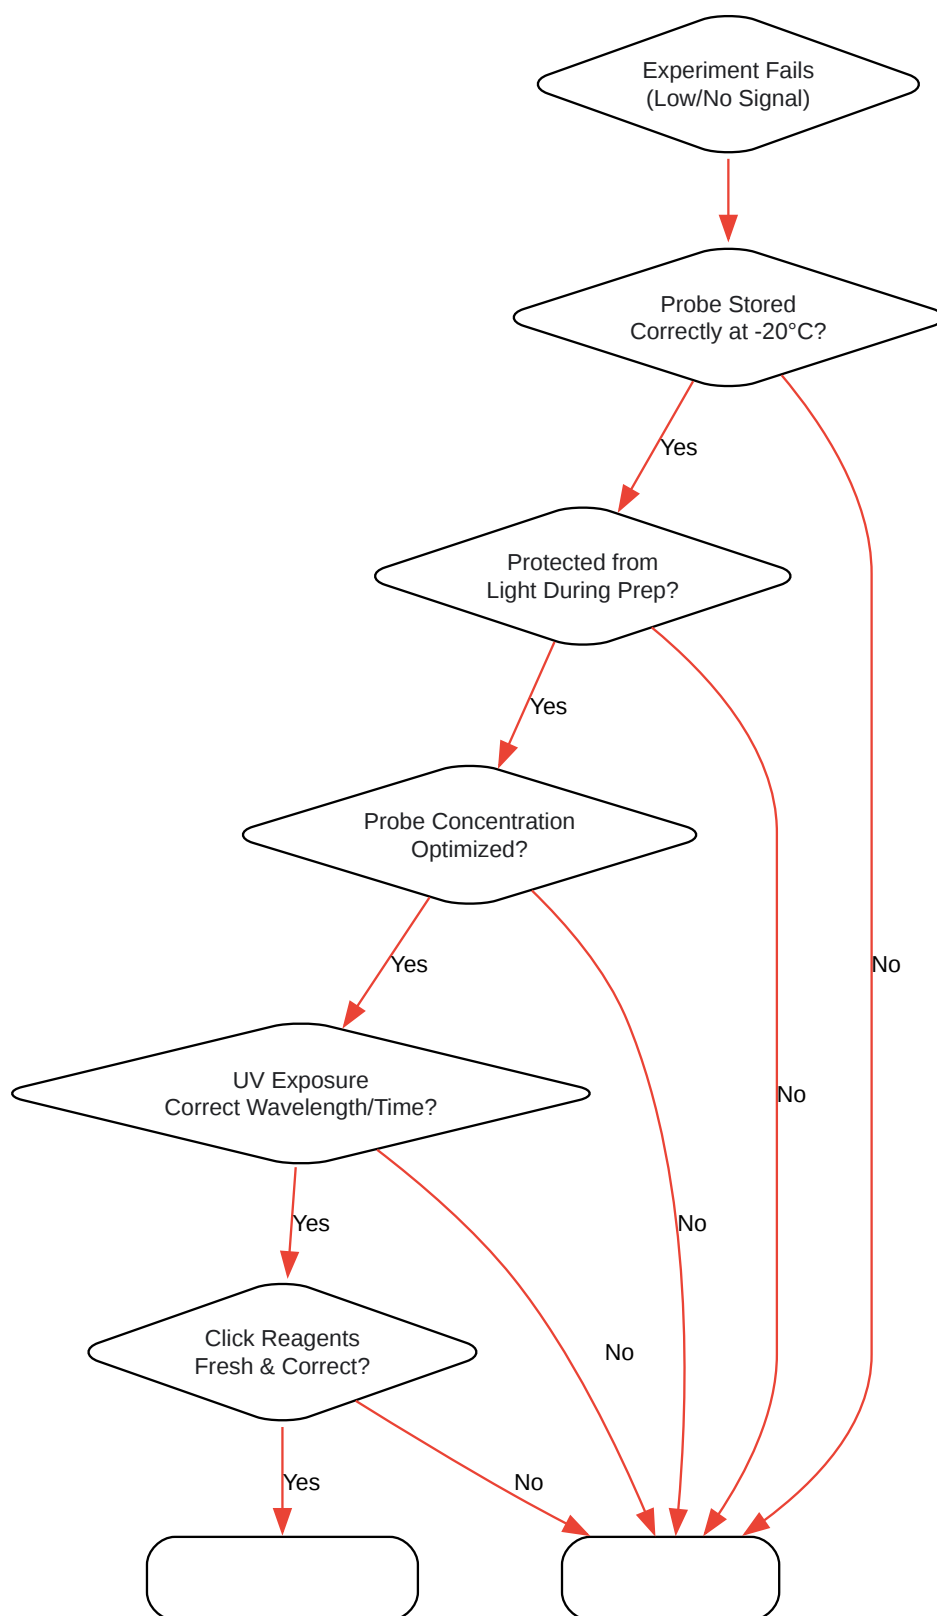 Experiment Fails
(Low/No Signal)
Probe Stored
Correctly at -20°C?
Yes
Protected from
Light During Prep?
Yes
Probe Concentration
Optimized?
Yes
No
UV Exposure
Correct Wavelength/Time?
No
Yes
No
Click Reagents
Fresh & Correct?
No
Yes
No